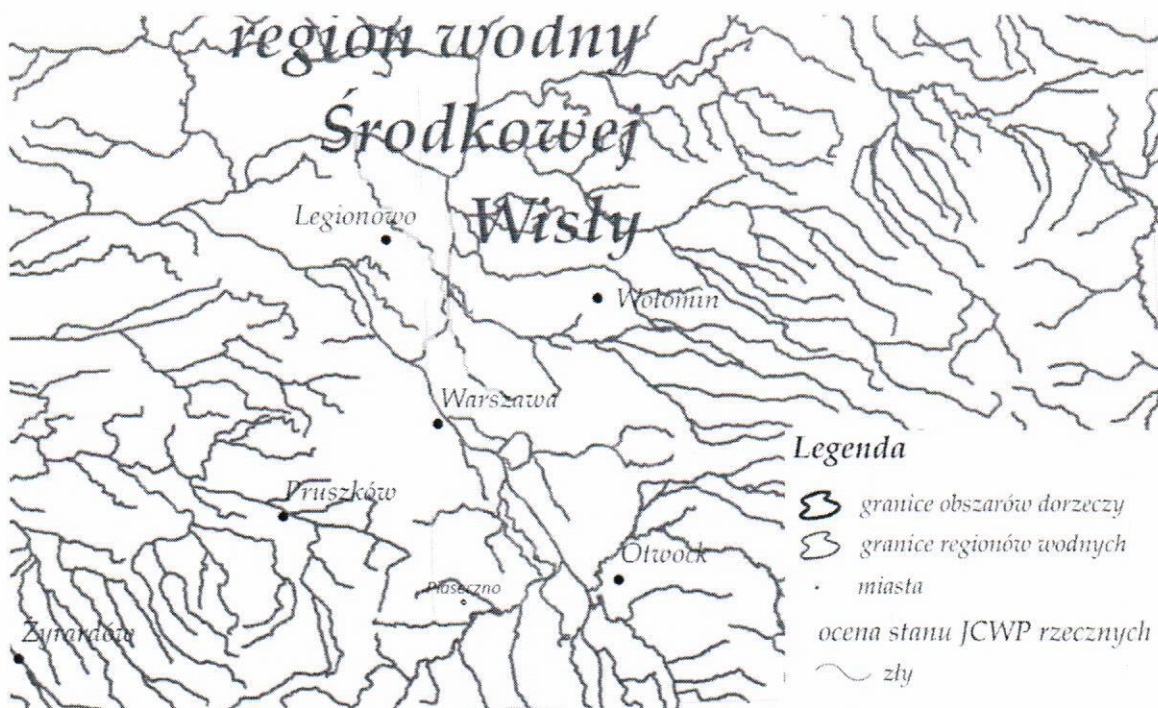 region wodny
Środkowej
Wisły
Legionowo
Wołomin
Warszawa
Pruszków
Otwock
Piaseczno
Żyrardów
Legenda
granice obszarów dorzeczy
granice regionów wodnych
miasta
ocena stanu JCWP rzecznych
zły